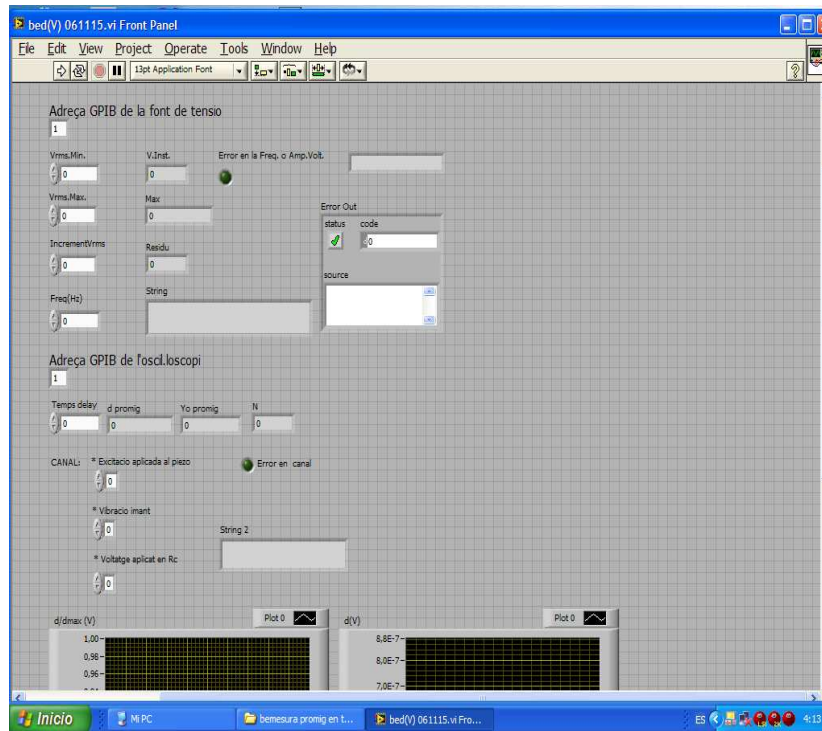 bed(V) 061115.vi Front Panel
File Edit View Project Operate Tools Window Help
13pt Application Font
?
Adreça GPIB de la font de tensio
1
Vrms.Min. V.Inst. Error en la Freq. o Amp.Volt.
0 0
Vrms.Max. Max
0 0
Error Out
status code
0
IncrementVrms Residu
0 0
source
Freq(Hz) String
0
Adreça GPIB de l'oscil.loscopi
1
Temps delay d promig Yo promig N
0 0 0 0
CANAL: * Excitacio aplicada al piezo Error en canal
0
* Vibracio imant
0 String 2
* Voltatge aplicat en Rc
0
d/dmax (V) Plot 0 d(V) Plot 0
1,00 8,8E-7
0,98 8,0E-7
0,96
7,0E-7
Inicio Mi PC bemesura promig en t... bed(V) 061115.vi Fro... ES 4:13